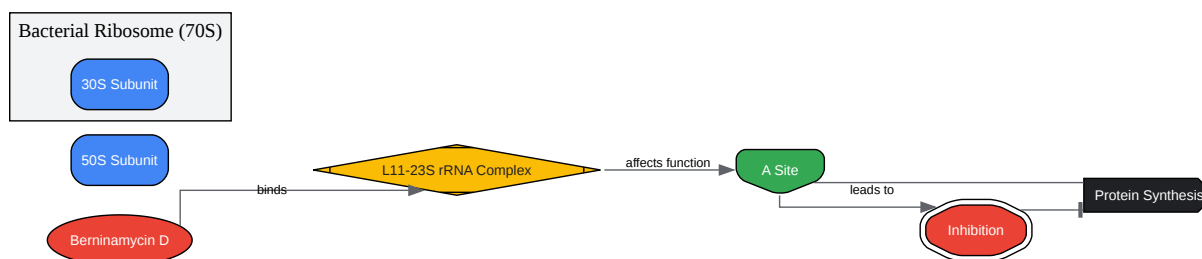 Bacterial Ribosome (70S)
30S Subunit
50S Subunit
Berninamycin D
binds
L11-23S rRNA Complex
affects function
A Site
leads to
Inhibition
Protein Synthesis